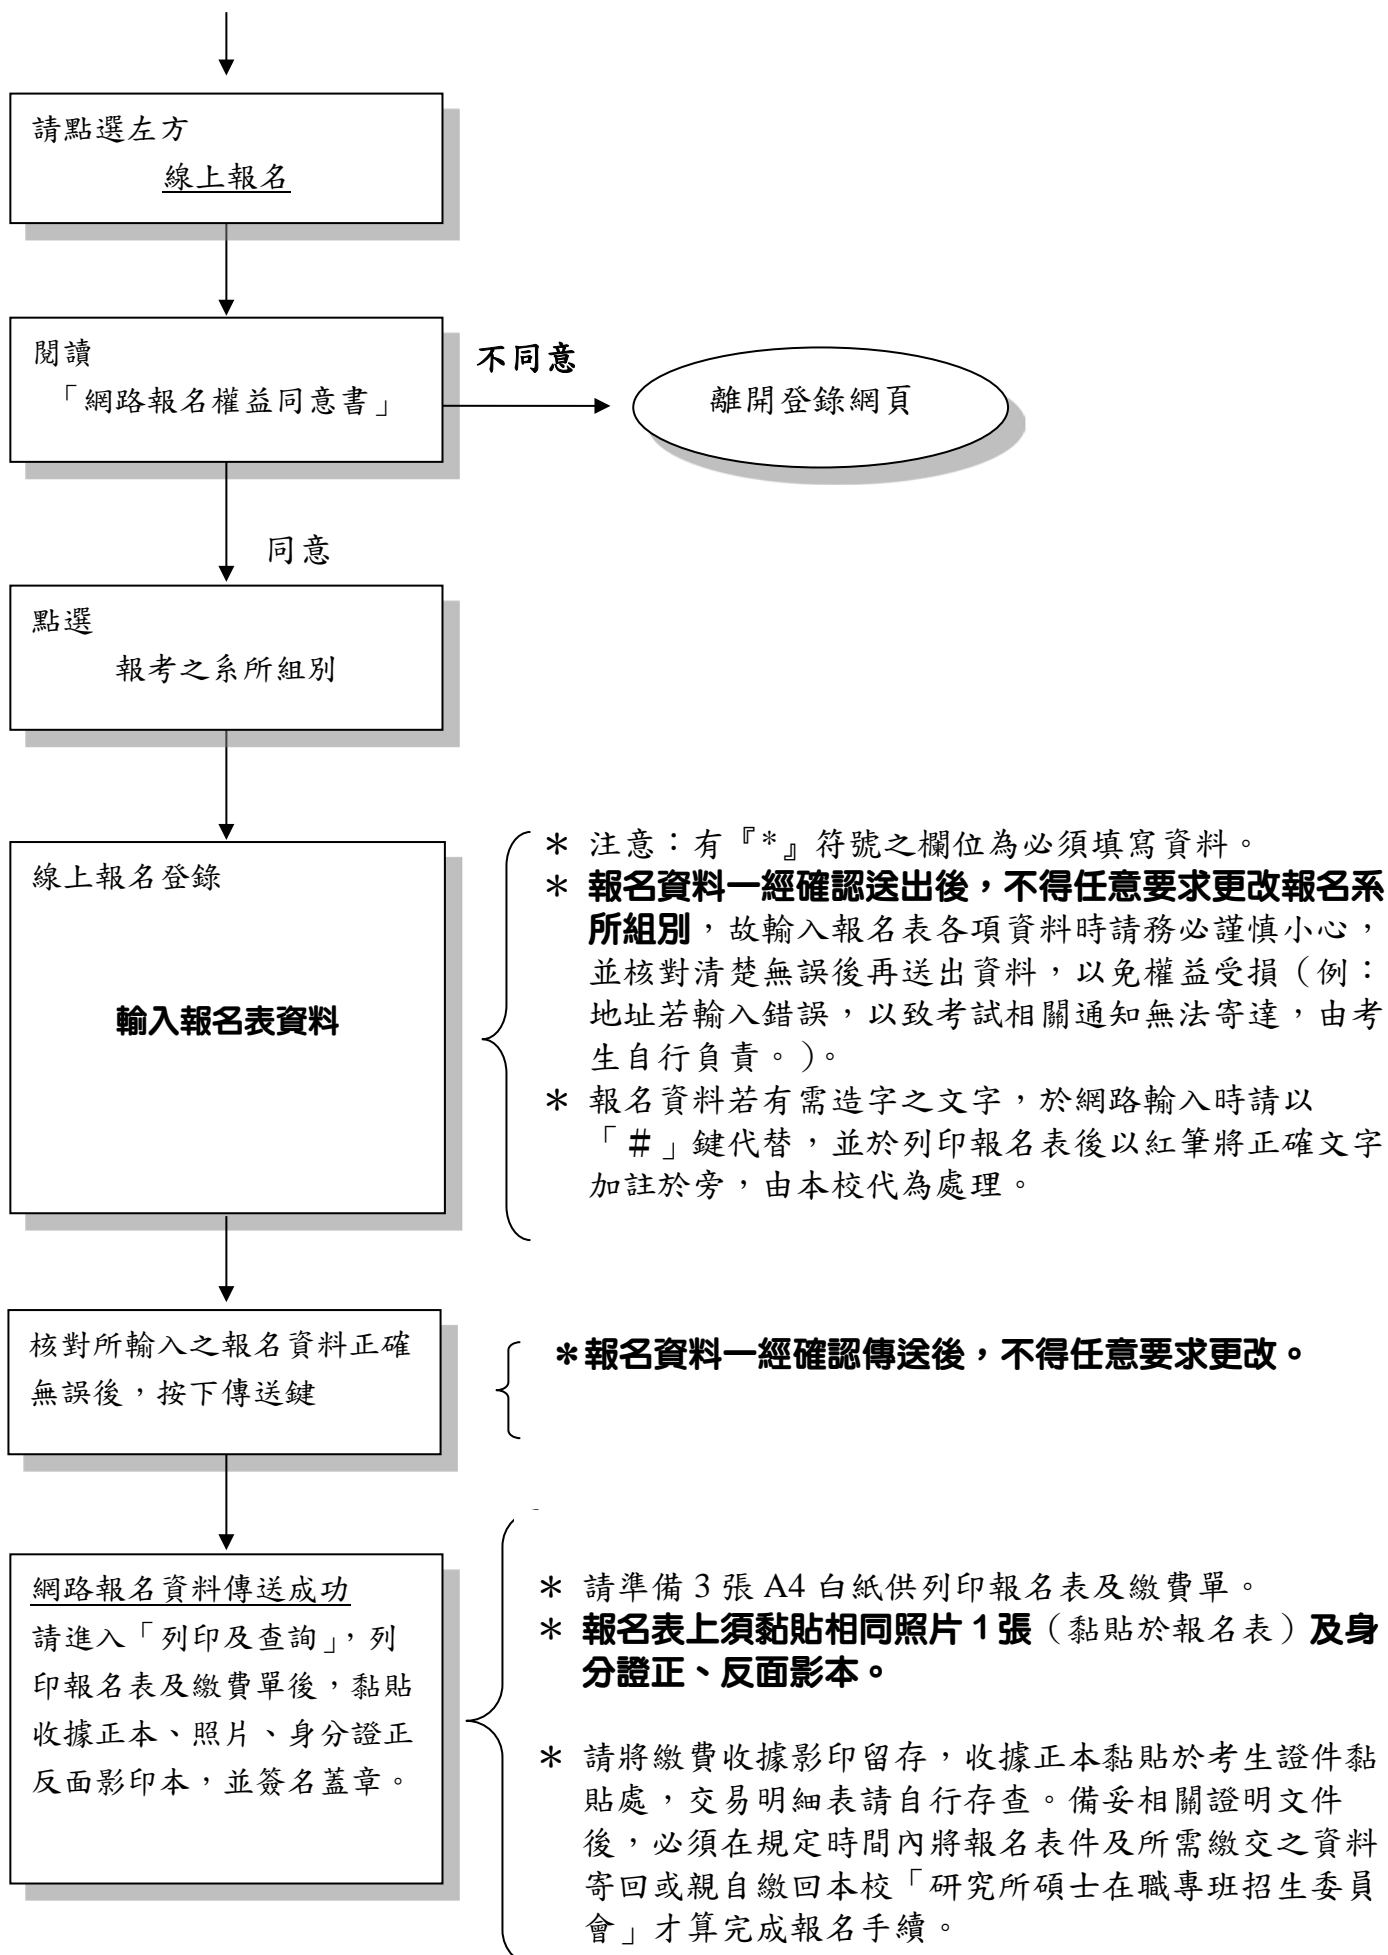 請點選左方
線上報名
閱讀
「網路報名權益同意書」
不同意
離開登錄網頁
同意
點選
報考之系所組別
線上報名登錄
輸入報名表資料
＊ 注意：有『*』符號之欄位為必須填寫資料。
＊ 報名資料一經確認送出後，不得任意要求更改報名系
所組別，故輸入報名表各項資料時請務必謹慎小心，
並核對清楚無誤後再送出資料，以免權益受損（例：
地址若輸入錯誤，以致考試相關通知無法寄達，由考
生自行負責。）。
＊ 報名資料若有需造字之文字，於網路輸入時請以
「＃」鍵代替，並於列印報名表後以紅筆將正確文字
加註於旁，由本校代為處理。
核對所輸入之報名資料正確
無誤後，按下傳送鍵
＊報名資料一經確認傳送後，不得任意要求更改。
網路報名資料傳送成功
請進入「列印及查詢」，列
印報名表及繳費單後，黏貼
收據正本、照片、身分證正
反面影印本，並簽名蓋章。
＊ 請準備 3 張 A4 白紙供列印報名表及繳費單。
＊ 報名表上須黏貼相同照片 1 張（黏貼於報名表）及身
分證正、反面影本。
＊ 請將繳費收據影印留存，收據正本黏貼於考生證件黏
貼處，交易明細表請自行存查。備妥相關證明文件
後，必須在規定時間內將報名表件及所需繳交之資料
寄回或親自繳回本校「研究所碩士在職專班招生委員
會」才算完成報名手續。